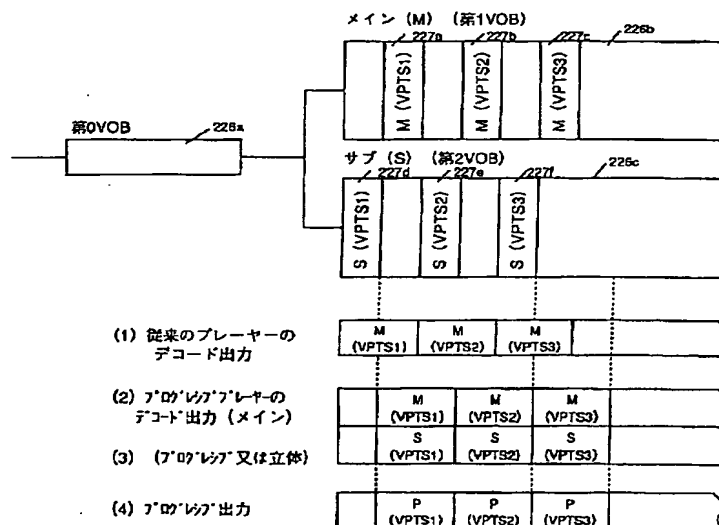 メイン (M) (第1VOB)
227a 227b 227c 226b
M (VPTS1)
M (VPTS2)
M (VPTS3)
第0VOB
226a
サブ (S) (第2VOB)
227d 227e 227f 226c
S (VPTS1)
S (VPTS2)
S (VPTS3)
(1) 従来のプレーヤーの
デコード出力
M
(VPTS1)
M
(VPTS2)
M
(VPTS3)
(2) プログレシブプレーヤーの
デコード出力 (メイン)
M
(VPTS1)
M
(VPTS2)
M
(VPTS3)
(3) (プログレシブ又は立体)
S
(VPTS1)
S
(VPTS2)
S
(VPTS3)
(4) プログレシブ出力
P
(VPTS1)
P
(VPTS2)
P
(VPTS3)